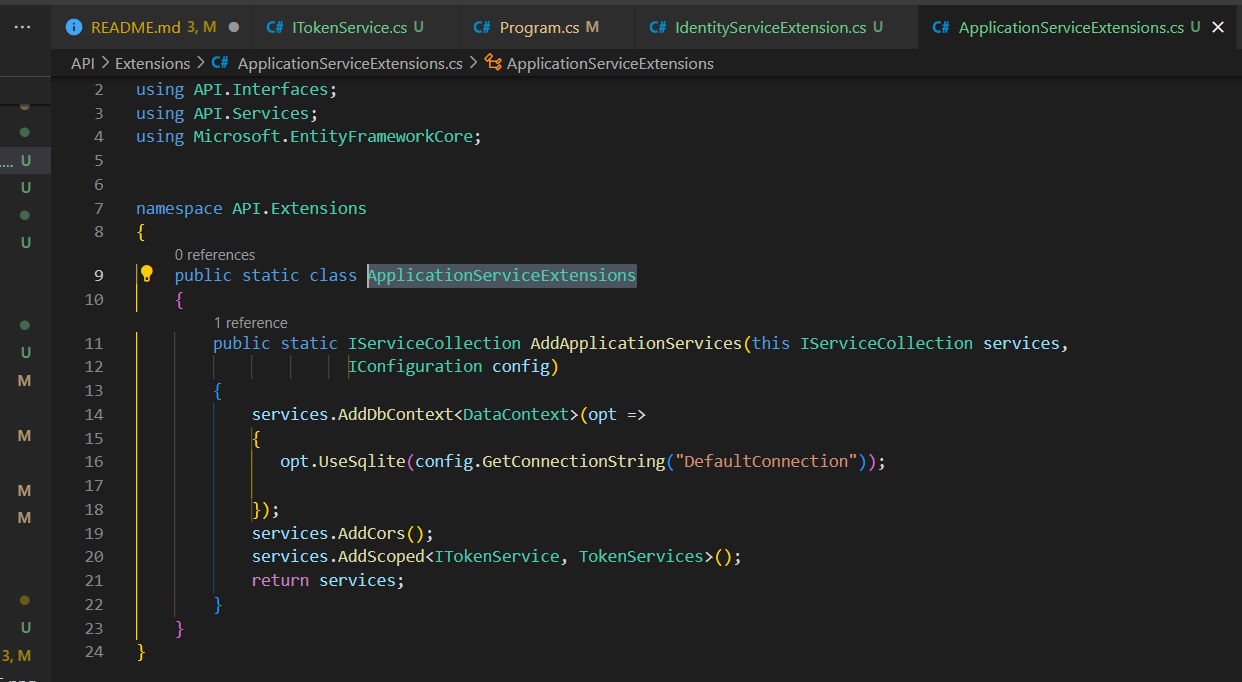 README.md 3, M
C# ITokenService.cs U
C# Program.cs M
C# IdentityServiceExtension.cs U
C# ApplicationServiceExtensions.cs U
API > Extensions > C# ApplicationServiceExtensions.cs > ApplicationServiceExtensions
2 using API.Interfaces;
3 using API.Services;
4 using Microsoft.EntityFrameworkCore;
5
6
7 namespace API.Extensions
8 {
0 references
9 public static class ApplicationServiceExtensions
10 {
1 reference
11 public static IServiceCollection AddApplicationServices(this IServiceCollection services,
12 IConfiguration config)
13 {
14 services.AddDbContext<DataContext>(opt =>
15 {
16 opt.UseSqlite(config.GetConnectionString("DefaultConnection"));
17
18 });
19 services.AddCors();
20 services.AddScoped<ITokenService, TokenServices>();
21 return services;
22 }
23 }
24 }
.... U
U
U
U
M
M
M
M
U
3, M